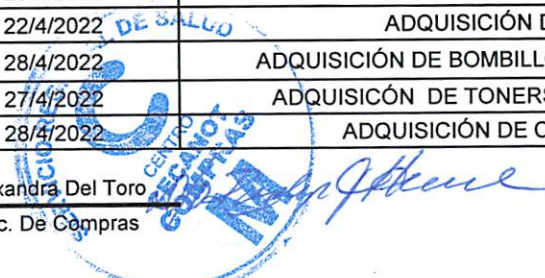 22/4/2022 ADQUISICIÓN D
28/4/2022 ADQUISICIÓN DE BOMBILL
27/4/2022 ADQUISICÓN DE TONERS
28/4/2022 ADQUISICIÓN DE C
DE SALUD
CENTRO
COMPRAS
xandra Del Toro
c. De Compras